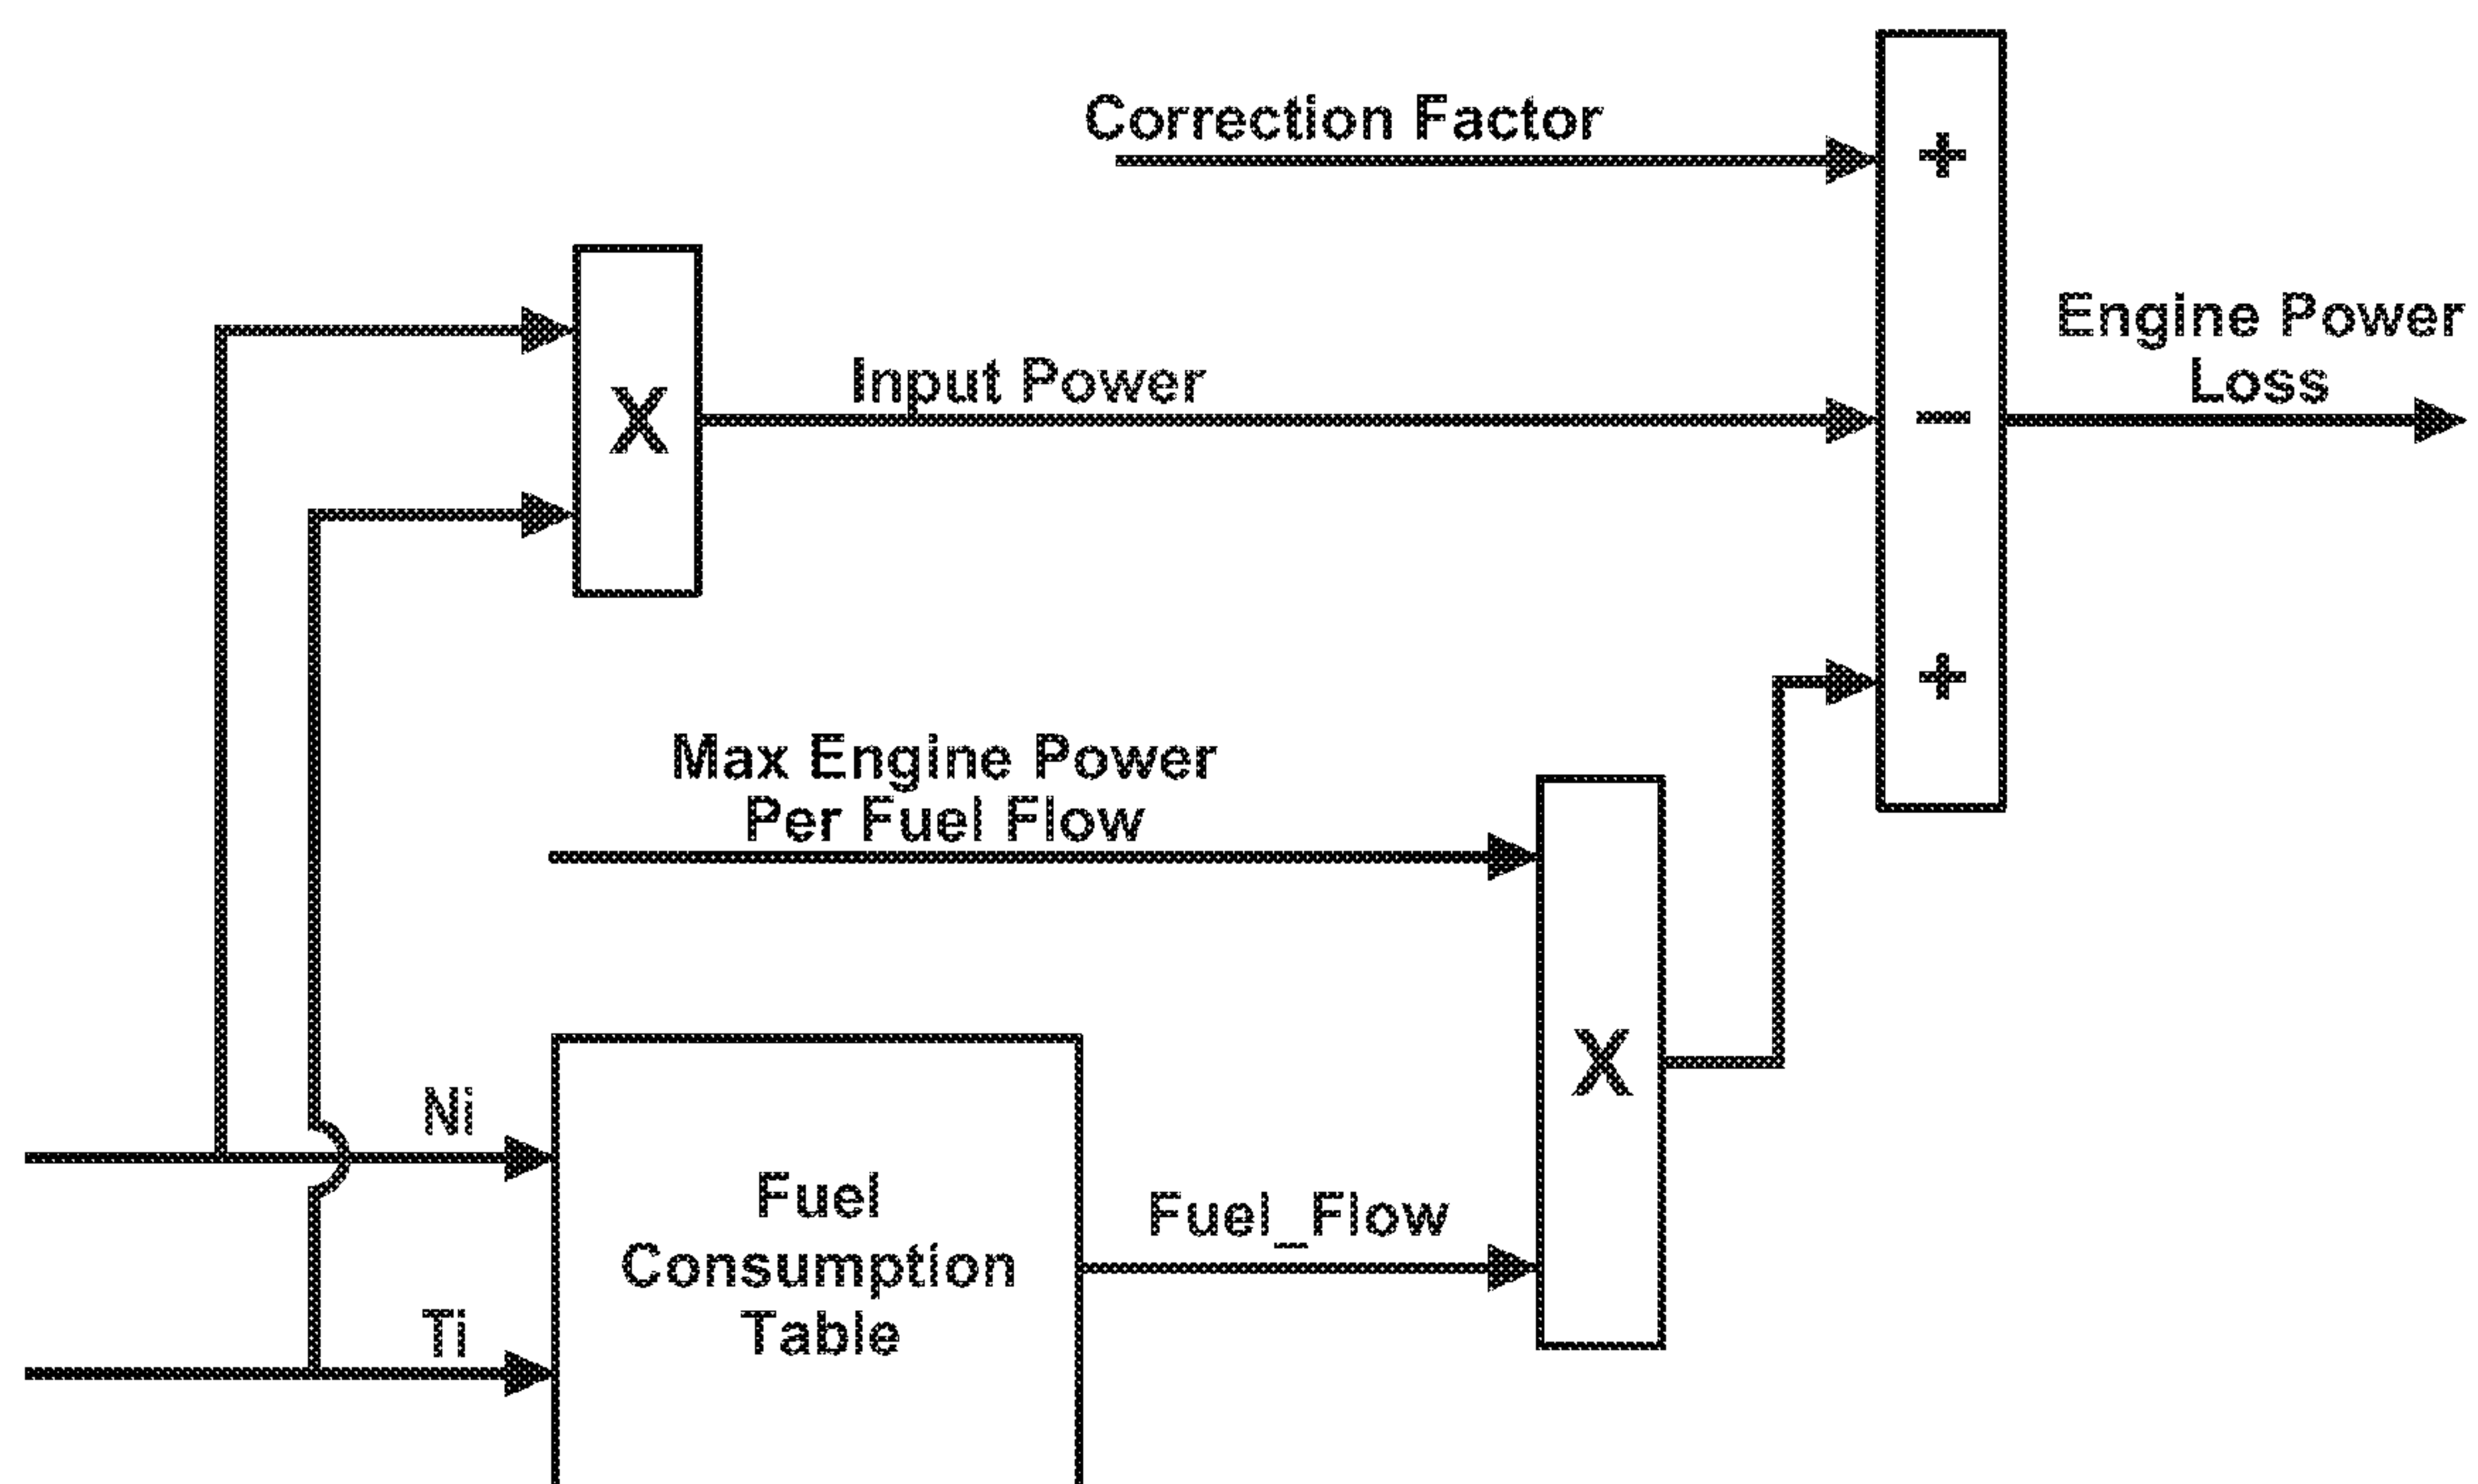 Correction Factor
+
Engine Power
Loss
X
Input Power
−
Max Engine Power
Per Fuel Flow
+
X
Ni
Fuel
Consumption
Table
Fuel_Flow
Ti